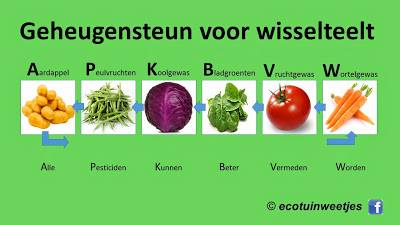 Geheugensteun voor wisselteelt
Aardappel Peulvruchten Koolgewas Bladgroenten Vruchtgewas Wortelgewas
Alle Pesticiden Kunnen Beter Vermeden Worden
© ecotuinweetjes f